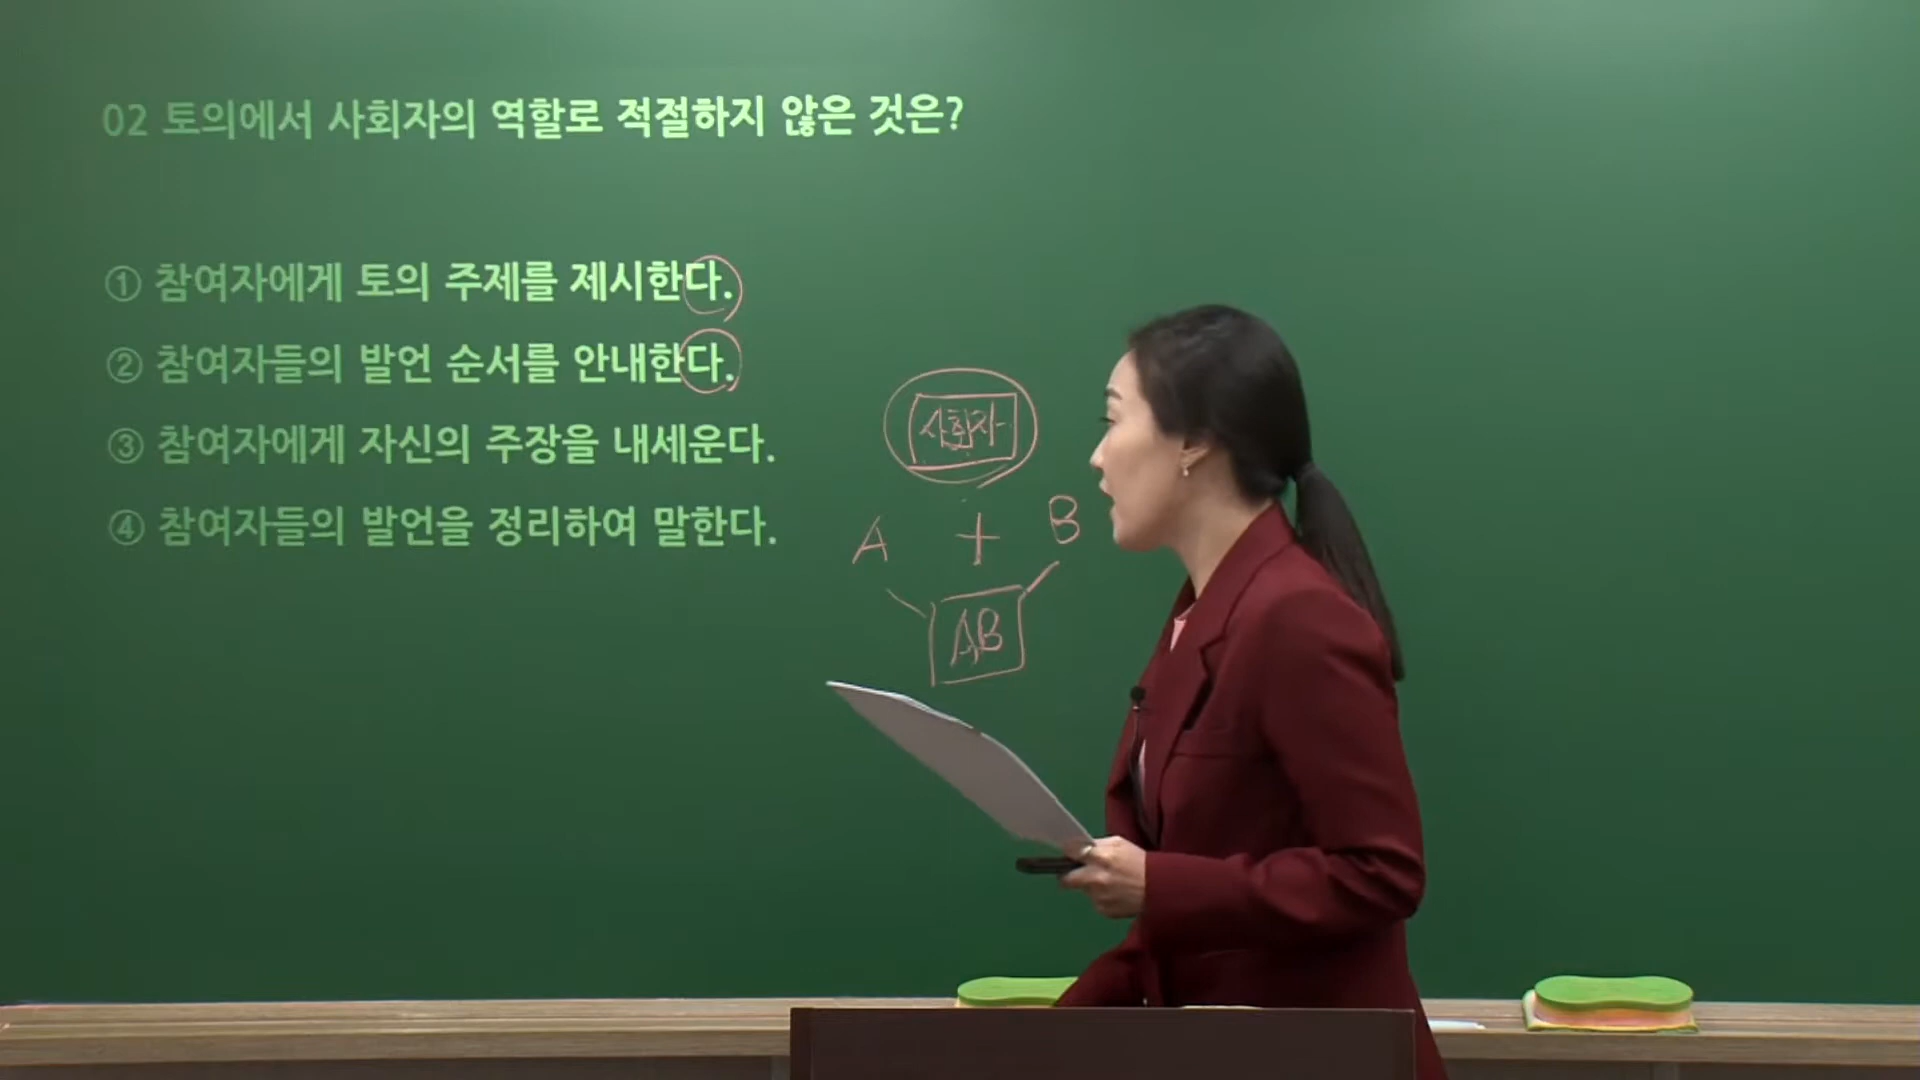 02 토의에서 사회자의 역할로 적절하지 않은 것은?
① 참여자에게 토의 주제를 제시한다.
② 참여자들의 발언 순서를 안내한다.
③ 참여자에게 자신의 주장을 내세운다.
④ 참여자들의 발언을 정리하여 말한다.
사회자
A + B
AB